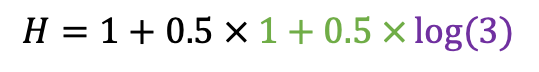 H = 1 + 0.5 × 1 + 0.5 × log(3)